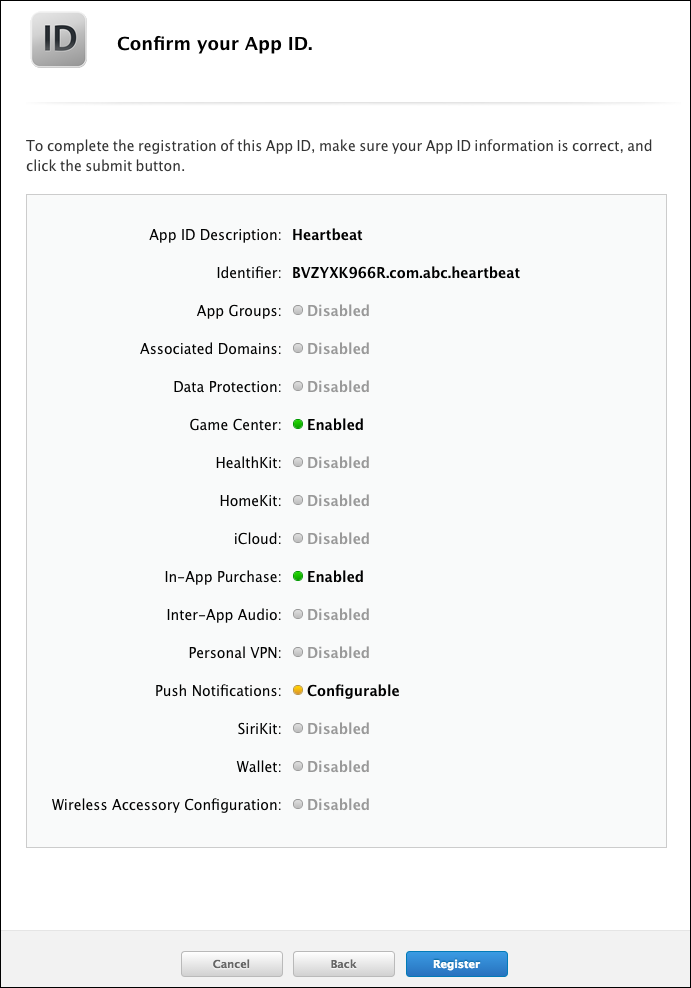 ID
Confirm your App ID.
To complete the registration of this App ID, make sure your App ID information is correct, and
click the submit button.
App ID Description: Heartbeat
Identifier: BVZYXK966R.com.abc.heartbeat
App Groups: Disabled
Associated Domains: Disabled
Data Protection: Disabled
Game Center: Enabled
HealthKit: Disabled
HomeKit: Disabled
iCloud: Disabled
In-App Purchase: Enabled
Inter-App Audio: Disabled
Personal VPN: Disabled
Push Notifications: Configurable
SiriKit: Disabled
Wallet: Disabled
Wireless Accessory Configuration: Disabled
Cancel Back Register